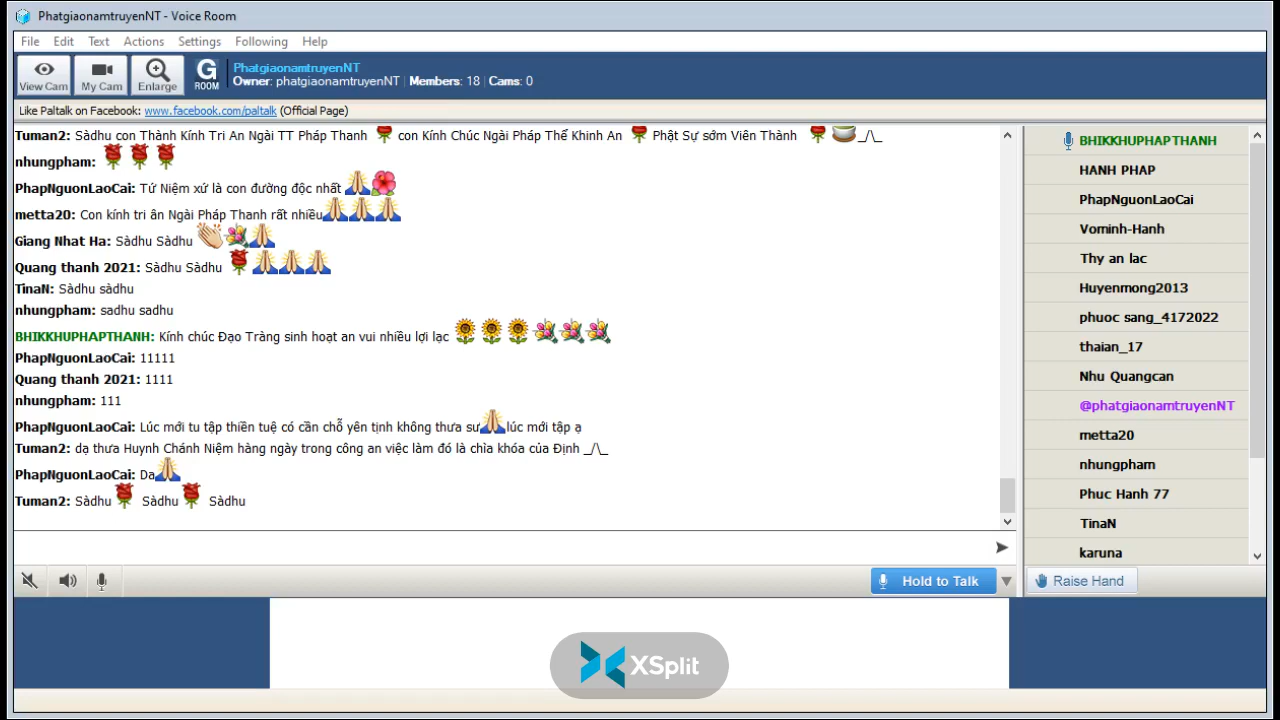 PhatgiaonamtruyenNT - Voice Room
File Edit Text Actions Settings Following Help
View Cam My Cam Enlarge G ROOM
PhatgiaonamtruyenNT
Owner: phatgiaonamtruyenNT | Members: 18 | Cams: 0
Like Paltalk on Facebook: www.facebook.com/paltalk (Official Page)
Tuman2: Sàdhu con Thành Kính Tri An Ngài TT Pháp Thanh con Kính Chúc Ngài Pháp Thể Khinh An Phật Sự sớm Viên Thành _/\_
nhungpham:
PhapNguonLaoCai: Tứ Niệm xứ là con đường độc nhất
metta20: Con kính tri ân Ngài Pháp Thanh rất nhiều
Giang Nhat Ha: Sàdhu Sàdhu
Quang thanh 2021: Sàdhu Sàdhu
TinaN: Sàdhu sàdhu
nhungpham: sadhu sadhu
BHIKKHUPHAPTHANH: Kính chúc Đạo Tràng sinh hoạt an vui nhiều lợi lạc
PhapNguonLaoCai: 11111
Quang thanh 2021: 1111
nhungpham: 111
PhapNguonLaoCai: Lúc mới tu tập thiền tuệ có cần chỗ yên tịnh không thưa sư lúc mới tập ạ
Tuman2: dạ thưa Huynh Chánh Niệm hàng ngày trong công an việc làm đó là chìa khóa của Định _/\_
PhapNguonLaoCai: Dạ
Tuman2: Sàdhu Sàdhu Sàdhu
BHIKKHUPHAPTHANH
HANH PHAP
PhapNguonLaoCai
Vominh-Hanh
Thy an lac
Huyenmong2013
phuoc sang_4172022
thaian_17
Nhu Quangcan
@phatgiaonamtruyenNT
metta20
nhungpham
Phuc Hanh 77
TinaN
karuna
Hold to Talk
Raise Hand
XSplit